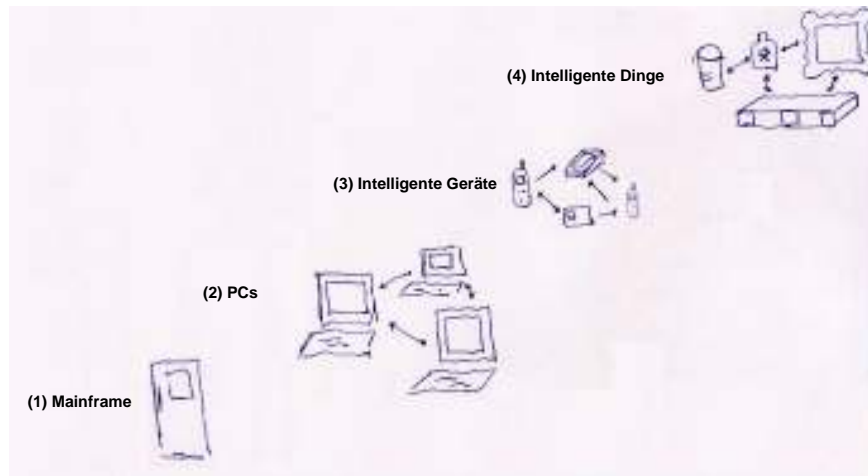 (4) Intelligente Dinge
(3) Intelligente Geräte
(2) PCs
(1) Mainframe